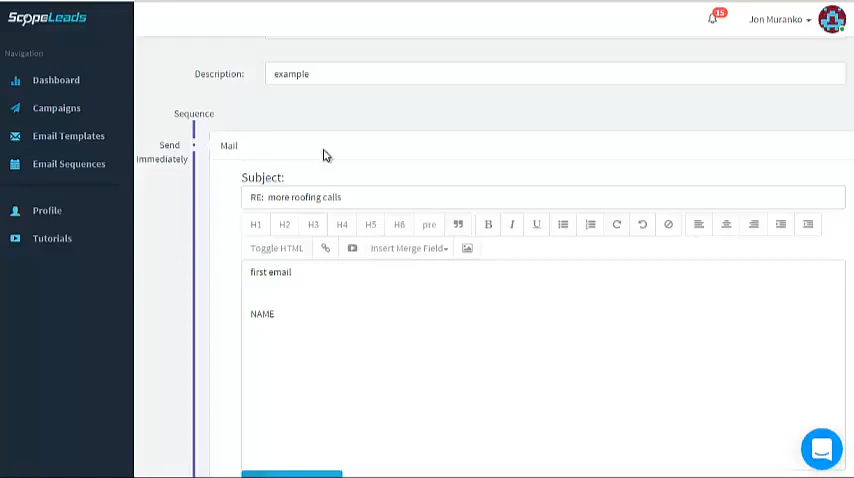 ScopeLeads
15
Jon Muranko
Navigation
Dashboard
Campaigns
Email Templates
Email Sequences
Profile
Tutorials
Description:
example
Sequence
Send
immediately
Mail
Subject:
RE: more roofing calls
H1 H2 H3 H4 H5 H6 pre B I U
Toggle HTML Insert Merge Field
first email
NAME